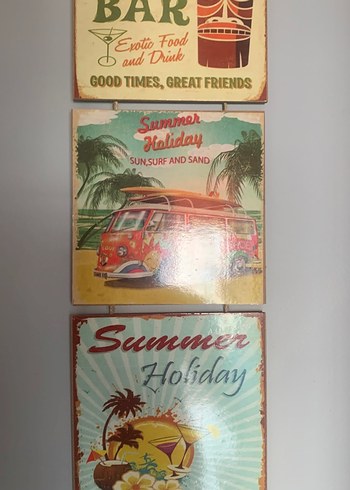 BAR
Exotic Food
and Drink
GOOD TIMES, GREAT FRIENDS
Summer
Holiday
SUN, SURF AND SAND
Summer
Holiday